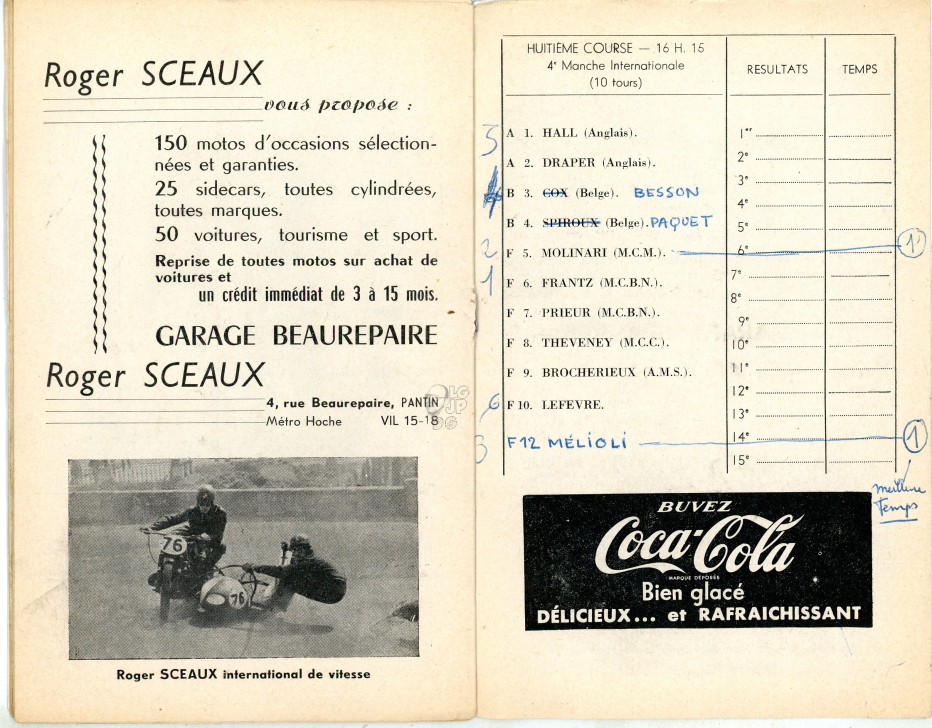 Roger SCEAUX
vous propose :
150 motos d'occasions sélection-
nées et garanties.
25 sidecars, toutes cylindrées,
toutes marques.
50 voitures, tourisme et sport.
Reprise de toutes motos sur achat de
voitures et
un crédit immédiat de 3 à 15 mois.
GARAGE BEAUREPAIRE
Roger SCEAUX
4, rue Beaurepaire, PANTIN
Métro Hoche VIL 15-18
76
76
Roger SCEAUX international de vitesse
HUITIÈME COURSE — 16 H. 15
4e Manche Internationale
(10 tours)
RESULTATS
TEMPS
5 A 1. HALL (Anglais).
A 2. DRAPER (Anglais).
B 3. COX (Belge). BESSON
B 4. SPIROUX (Belge). PAQUET
2 F 5. MOLINARI (M.C.M.). 1
1 F 6. FRANTZ (M.C.B.N.).
F 7. PRIEUR (M.C.B.N.).
F 8. THEVENEY (M.C.C.).
F 9. BROCHERIEUX (A.M.S.).
6 F 10. LEFEVRE.
3 F 12 MÉLIOLI 1
1er
2e
3e
4e
5e
6e
7e
8e
9e
10e
11e
12e
13e
14e
15e
meilleur
Temps
BUVEZ
Coca-Cola
MARQUE DÉPOSÉE
Bien glacé
DÉLICIEUX... et RAFRAICHISSANT